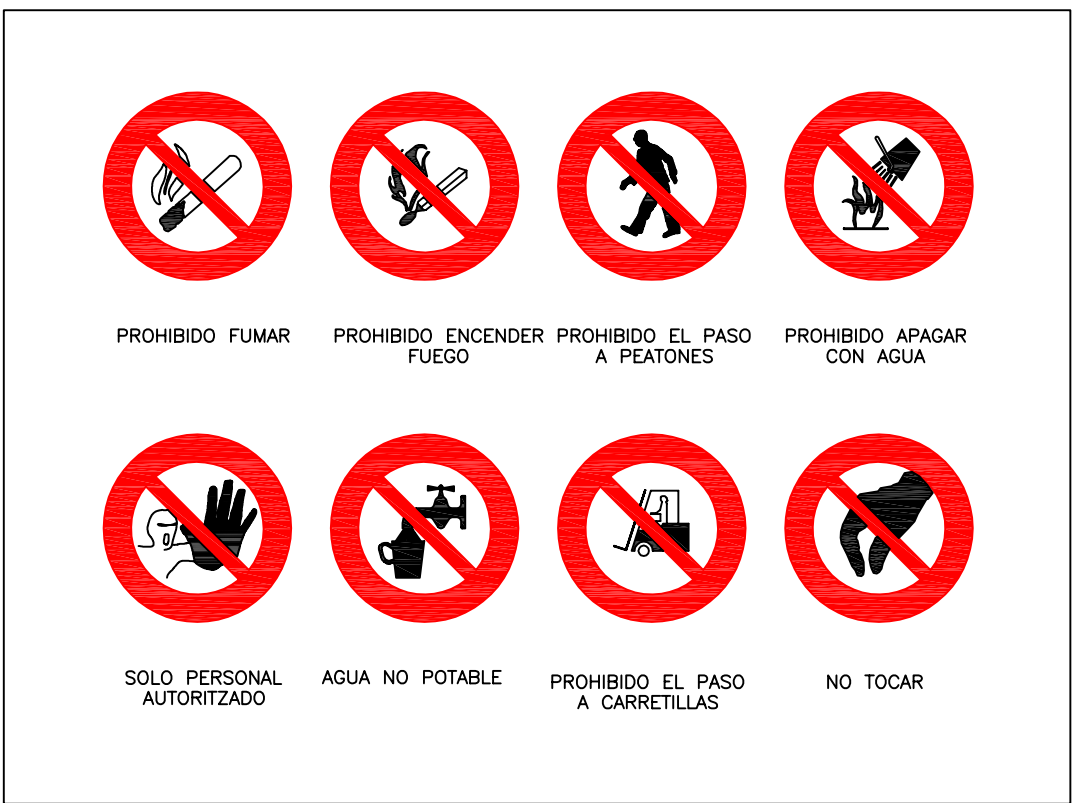 PROHIBIDO FUMAR
PROHIBIDO ENCENDER
FUEGO
PROHIBIDO EL PASO
A PEATONES
PROHIBIDO APAGAR
CON AGUA
SOLO PERSONAL
AUTORITZADO
AGUA NO POTABLE
PROHIBIDO EL PASO
A CARRETILLAS
NO TOCAR